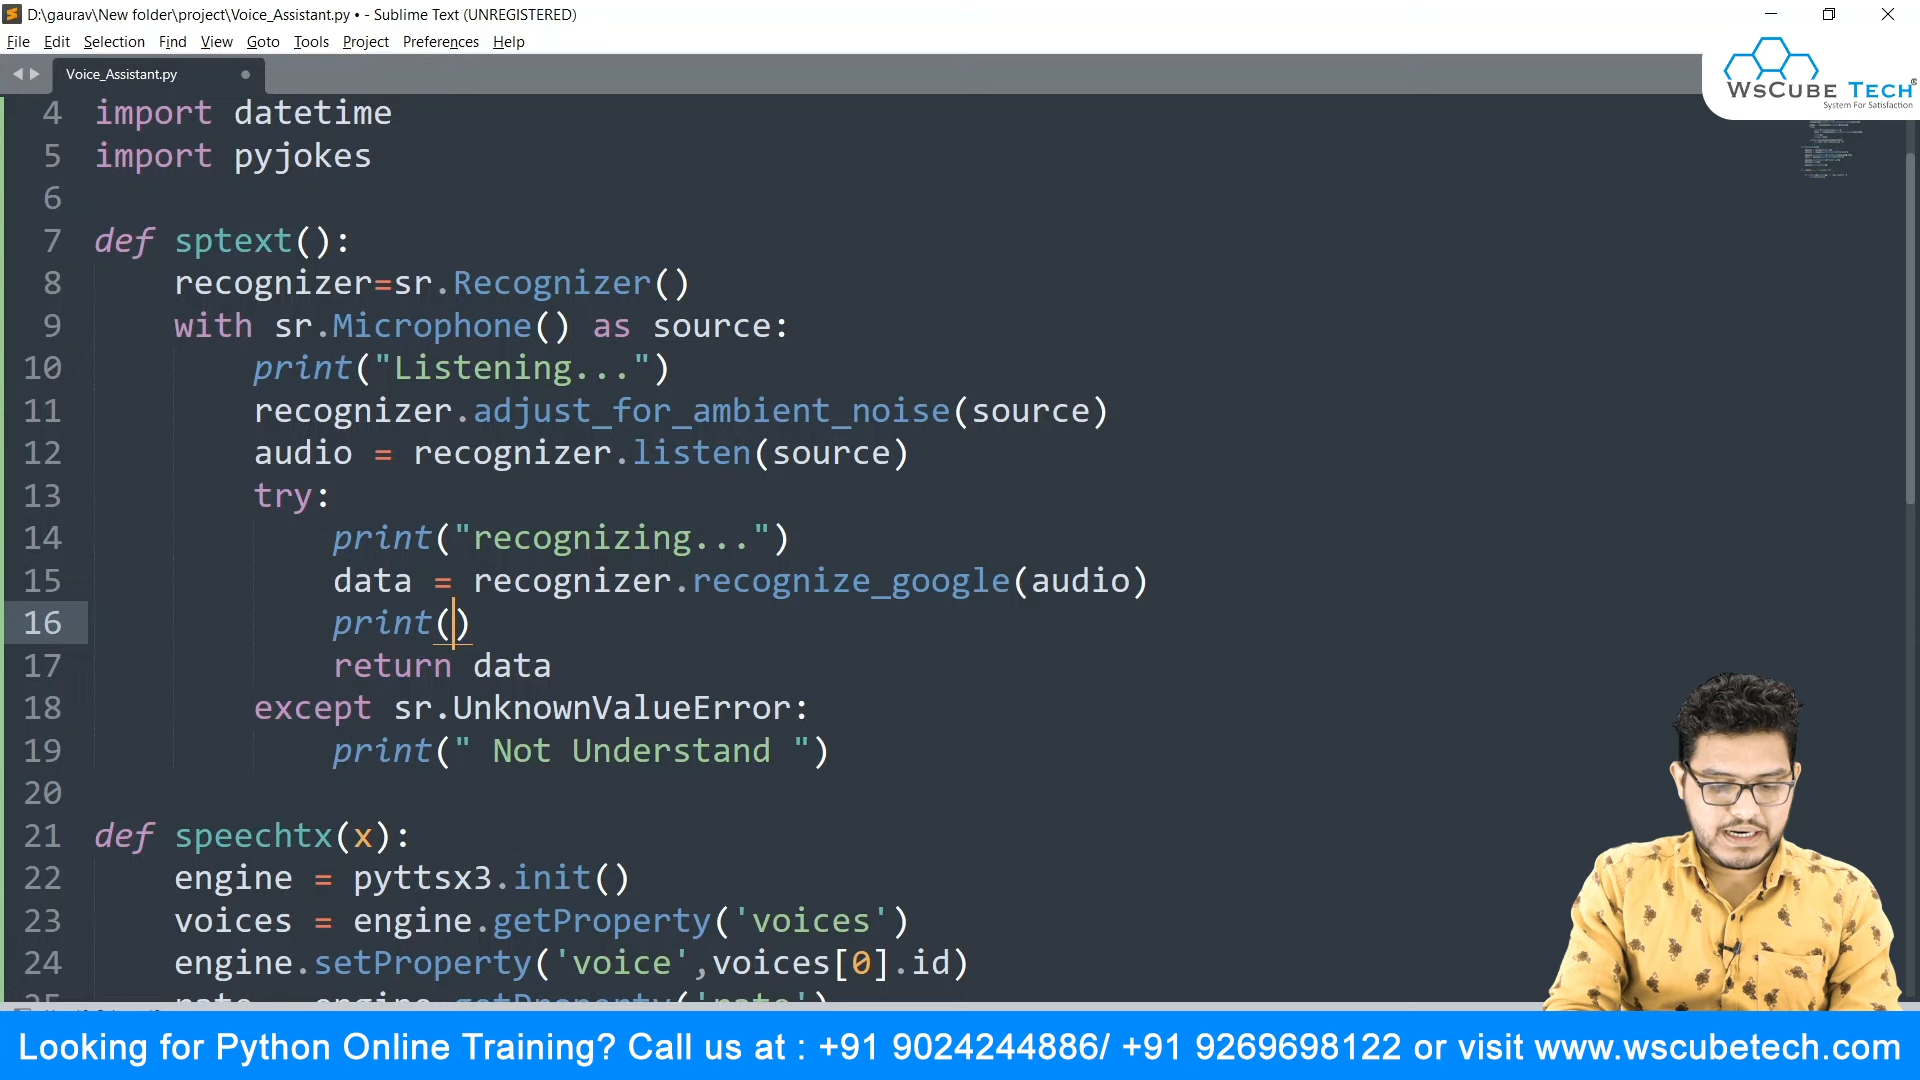 D:\gaurav\New folder\project\Voice_Assistant.py • - Sublime Text (UNREGISTERED)
File Edit Selection Find View Goto Tools Project Preferences Help
Voice_Assistant.py
WsCube Tech®
System For Satisfaction
4 import datetime
5 import pyjokes
6
7 def sptext():
8 recognizer=sr.Recognizer()
9 with sr.Microphone() as source:
10 print("Listening...")
11 recognizer.adjust_for_ambient_noise(source)
12 audio = recognizer.listen(source)
13 try:
14 print("recognizing...")
15 data = recognizer.recognize_google(audio)
16 print()
17 return data
18 except sr.UnknownValueError:
19 print(" Not Understand ")
20
21 def speechtx(x):
22 engine = pyttsx3.init()
23 voices = engine.getProperty('voices')
24 engine.setProperty('voice',voices[0].id)
Looking for Python Online Training? Call us at : +91 9024244886/ +91 9269698122 or visit www.wscubetech.com